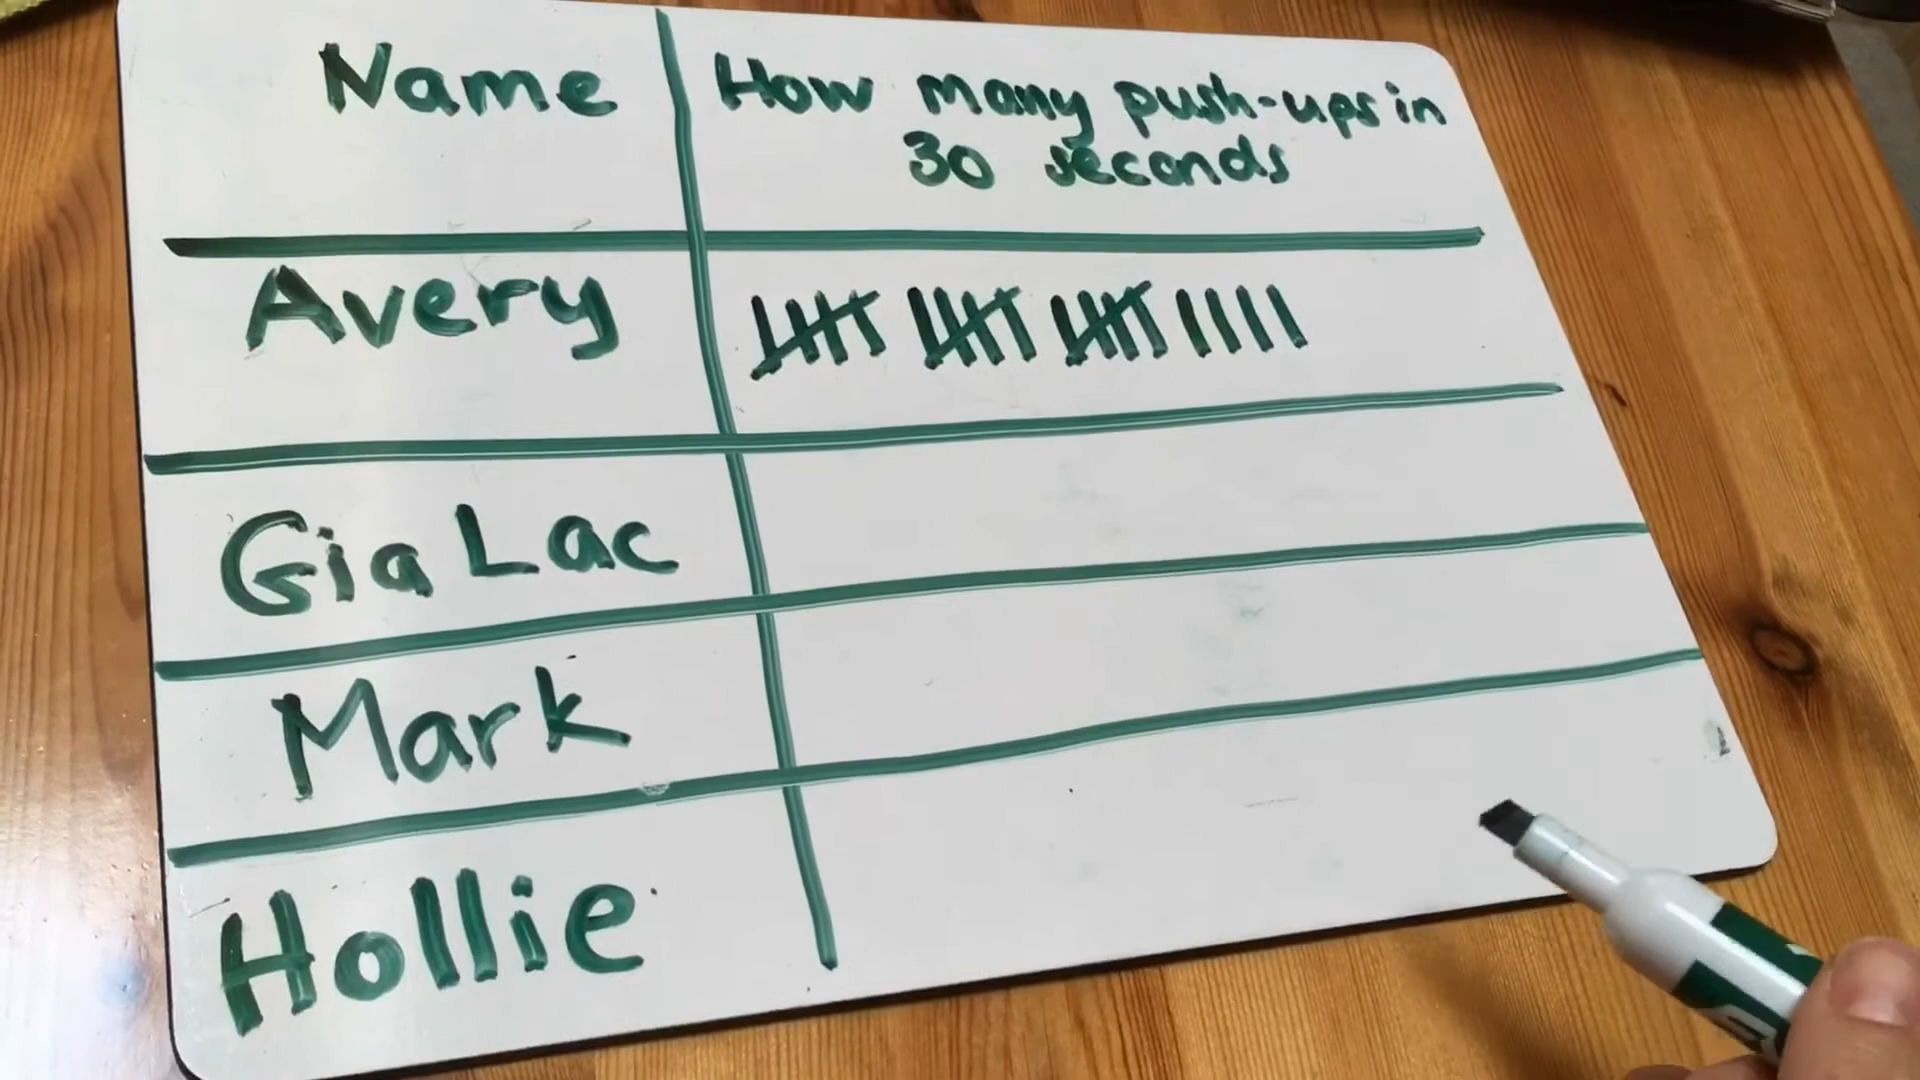 Name
How many push-ups in
30 seconds
Avery
Gia Lac
Mark
Hollie